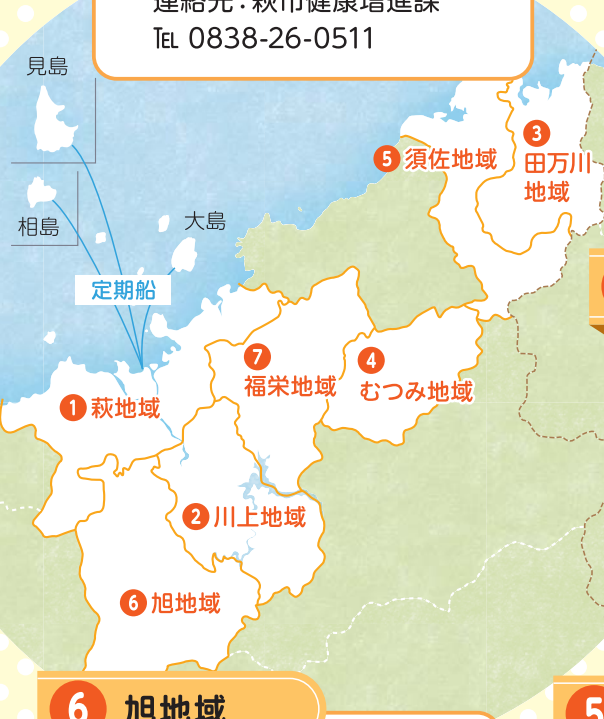 連絡先：萩市健康増進課
℡ 0838-26-0511
見島
相島
大島
定期船
5 須佐地域
3
田万川
地域
7
福栄地域
4
むつみ地域
1 萩地域
2 川上地域
6 旭地域
6 旭地域
5